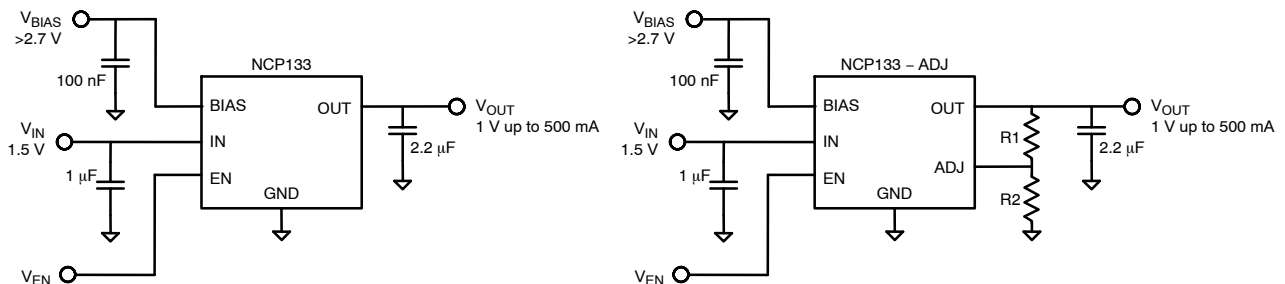 VBIAS
>2.7 V
100 nF
NCP133
BIAS
OUT
VOUT
1 V up to 500 mA
VIN
1.5 V
IN
2.2 µF
1 µF
EN
GND
VEN
VBIAS
>2.7 V
100 nF
NCP133 – ADJ
BIAS
OUT
VOUT
1 V up to 500 mA
VIN
1.5 V
IN
R1
2.2 µF
1 µF
EN
ADJ
GND
R2
VEN